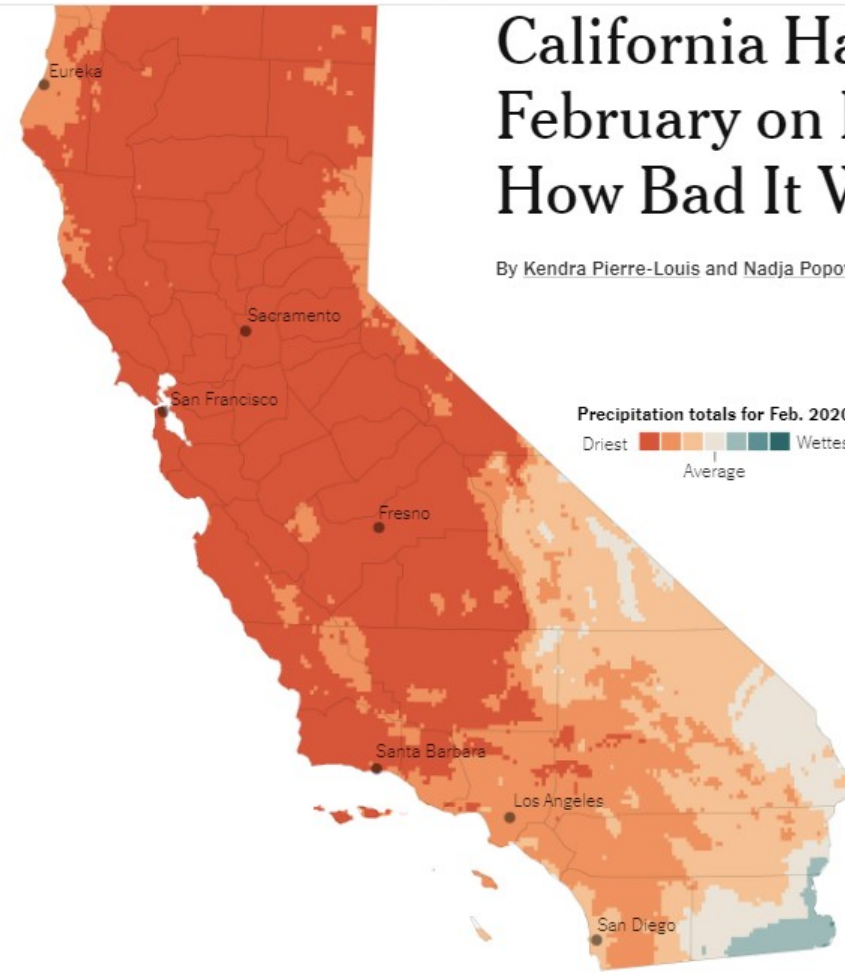 California Ha
February on
How Bad It
By Kendra Pierre-Louis and Nadja Popo
Precipitation totals for Feb. 2020
Driest
Wettes
Average
Eureka
Sacramento
San Francisco
Fresno
Santa Barbara
Los Angeles
San Diego